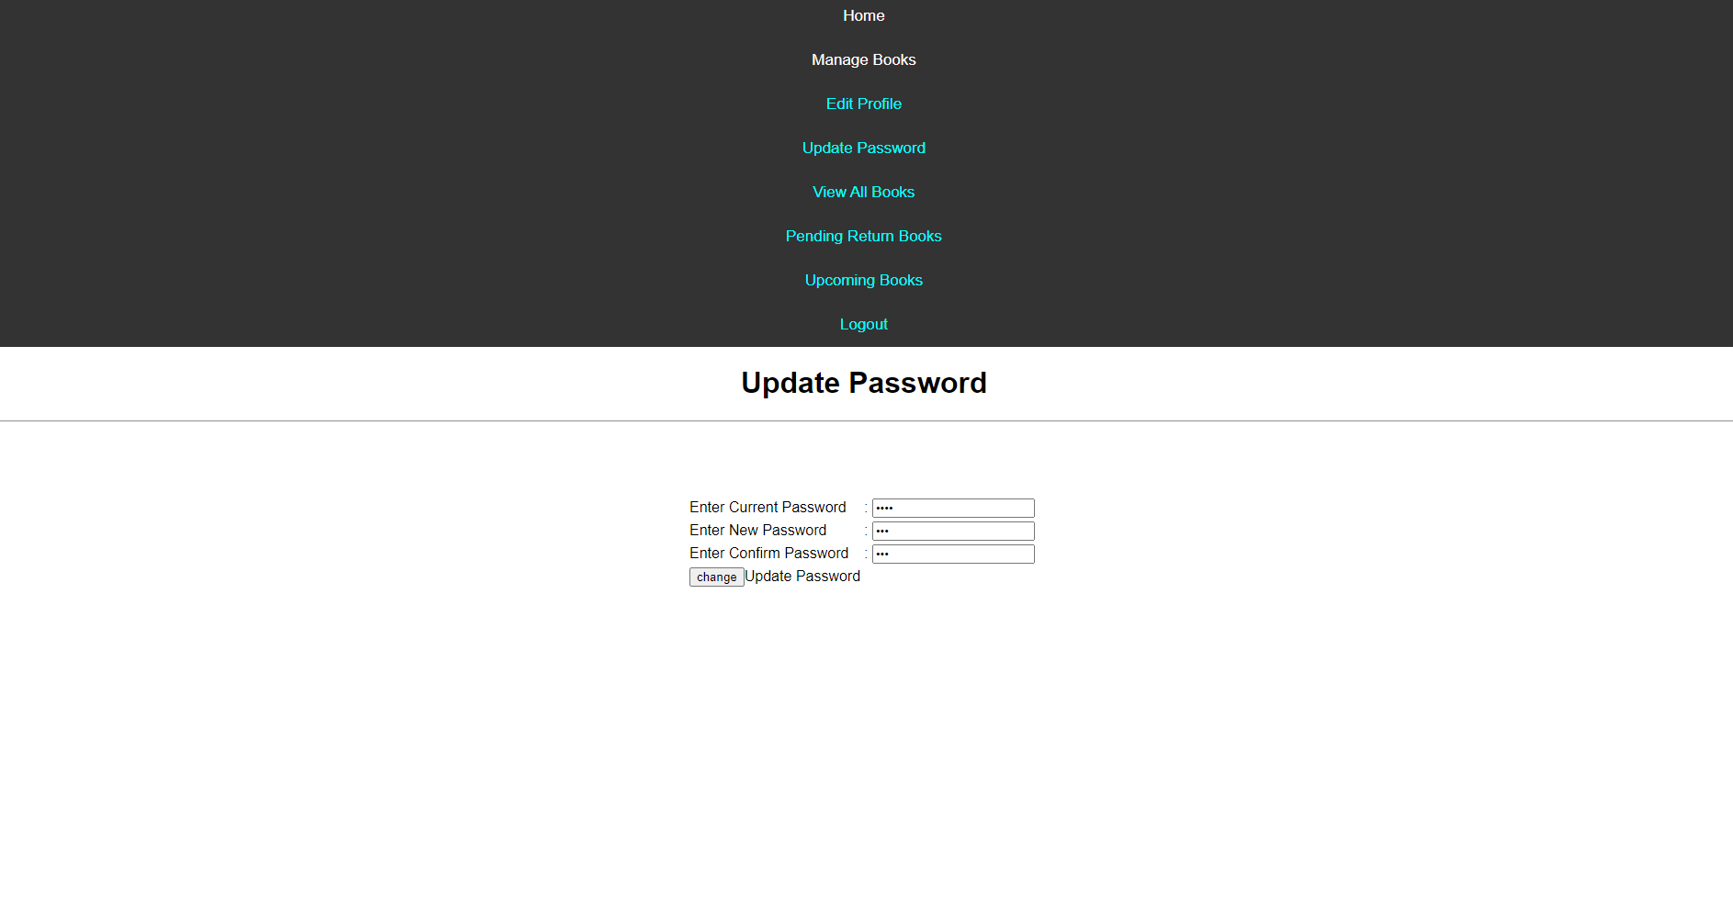 Home
Manage Books
Edit Profile
Update Password
View All Books
Pending Return Books
Upcoming Books
Logout
Update Password
Enter Current Password : ••••
Enter New Password : •••
Enter Confirm Password : •••
change Update Password